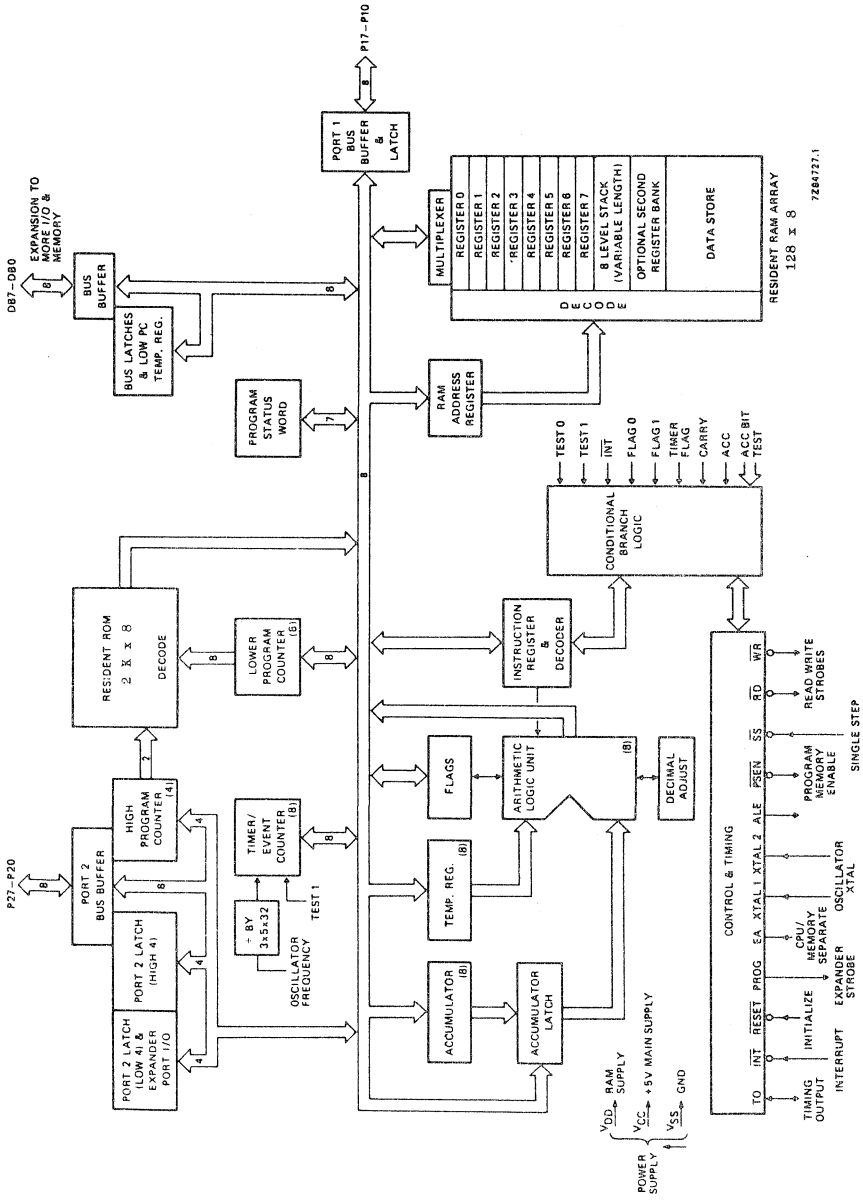 P27–P20
8
PORT 2
BUS BUFFER
PORT 2 LATCH
(LOW 4) &
EXPANDER
PORT I/O
PORT 2 LATCH
(HIGH 4)
HIGH
PROGRAM
COUNTER
(4)
4
4
8
4
2
RESIDENT ROM
2 K x 8
DECODE
8
LOWER
PROGRAM
COUNTER
(8)
8
÷ BY
3x5x32
OSCILLATOR
FREQUENCY
TEST 1
TIMER/
EVENT
COUNTER
(8)
8
PROGRAM
STATUS
WORD
7
DB7–DB0
8
EXPANSION TO
MORE I/O &
MEMORY
BUS
BUFFER
BUS LATCHES
& LOW PC
TEMP. REG.
8
8
PORT 1
BUS
BUFFER
&
LATCH
8
P17–P10
ACCUMULATOR
(8)
ACCUMULATOR
LATCH
TEMP. REG.
(8)
FLAGS
ARITHMETIC
LOGIC UNIT
(8)
DECIMAL
ADJUST
INSTRUCTION
REGISTER
&
DECODER
RAM
ADDRESS
REGISTER
MULTIPLEXER
DECODE
REGISTER 0
REGISTER 1
REGISTER 2
REGISTER 3
REGISTER 4
REGISTER 5
REGISTER 6
REGISTER 7
8 LEVEL STACK
(VARIABLE LENGTH)
OPTIONAL SECOND
REGISTER BANK
DATA STORE
RESIDENT RAM ARRAY
128 x 8
CONDITIONAL
BRANCH
LOGIC
TEST 0
TEST 1
INT
FLAG 0
FLAG 1
TIMER
FLAG
CARRY
ACC
ACC BIT
TEST
POWER
SUPPLY
VDD
RAM
SUPPLY
VCC
+5V MAIN SUPPLY
VSS
GND
CONTROL & TIMING
TO INT RESET PROG EA XTAL 1 XTAL 2 ALE PSEN SS RD WR
TIMING
OUTPUT
INTERRUPT
INITIALIZE
EXPANDER
STROBE
CPU/
MEMORY
SEPARATE
OSCILLATOR
XTAL
PROGRAM
MEMORY
ENABLE
SINGLE STEP
READ WRITE
STROBES
7Z84727.1